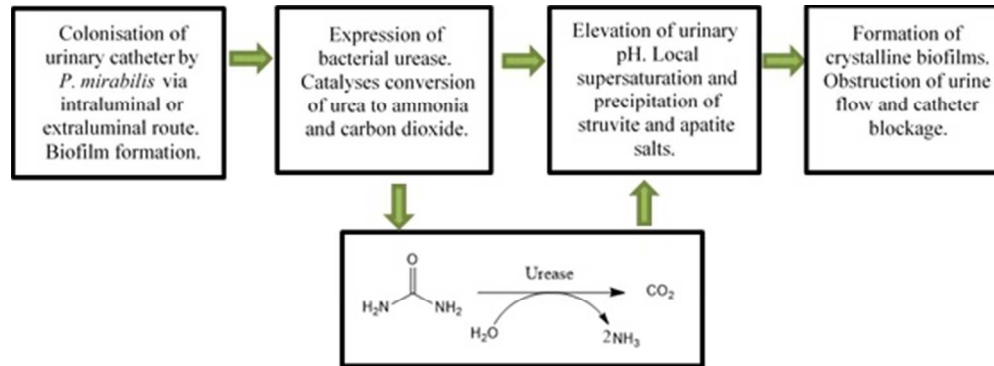 Colonisation of
urinary catheter by
P. mirabilis via
intraluminal or
extraluminal route.
Biofilm formation.
Expression of
bacterial urease.
Catalyses conversion
of urea to ammonia
and carbon dioxide.
Elevation of urinary
pH. Local
supersaturation and
precipitation of
struvite and apatite
salts.
Formation of
crystalline biofilms.
Obstruction of urine
flow and catheter
blockage.
O
H₂N
NH₂
Urease
H₂O
2NH₃
CO₂